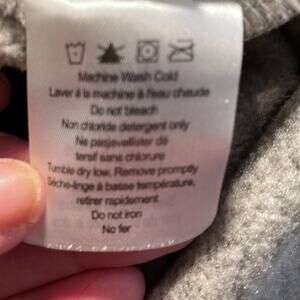 Machine Wash Cold
Laver à la machine à l'eau chaude
Do not bleach
Non chloride detergent only
Ne pasjavellister dé
tersif sans chlorure
Tumble dry low. Remove promptly
Sèche-linge à basse température,
retirer rapidement
Do not iron
No fer